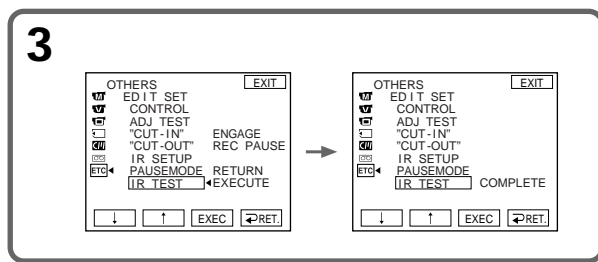 3
OTHERS EXIT
EDIT SET
CONTROL
ADJ TEST
"CUT-IN" ENGAGE
"CUT-OUT" REC PAUSE
IR SETUP
ETC PAUSEMODE RETURN
IR TEST EXECUTE
↓ ↑ EXEC RET.
OTHERS EXIT
EDIT SET
CONTROL
ADJ TEST
"CUT-IN"
"CUT-OUT"
IR SETUP
ETC PAUSEMODE
IR TEST COMPLETE
↓ ↑ EXEC RET.